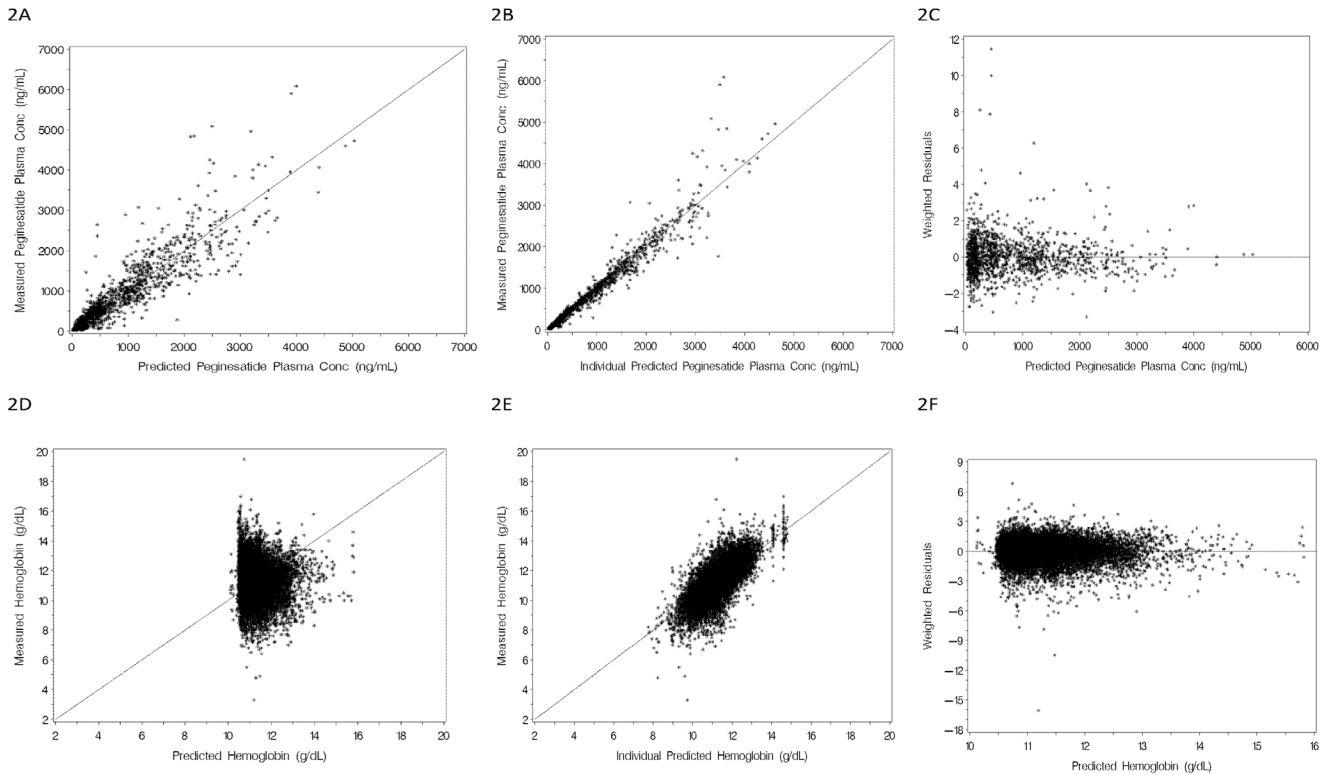 2A
7000
6000
5000
4000
3000
2000
1000
0
0 1000 2000 3000 4000 5000 6000 7000
Measured Peginesatide Plasma Conc (ng/mL)
Predicted Peginesatide Plasma Conc (ng/mL)
2B
7000
6000
5000
4000
3000
2000
1000
0
0 1000 2000 3000 4000 5000 6000 7000
Measured Peginesatide Plasma Conc (ng/mL)
Individual Predicted Peginesatide Plasma Conc (ng/mL)
2C
12
10
8
6
4
2
0
−2
−4
0 1000 2000 3000 4000 5000 6000
Weighted Residuals
Predicted Peginesatide Plasma Conc (ng/mL)
2D
20
18
16
14
12
10
8
6
4
2
2 4 6 8 10 12 14 16 18 20
Measured Hemoglobin (g/dL)
Predicted Hemoglobin (g/dL)
2E
20
18
16
14
12
10
8
6
4
2
2 4 6 8 10 12 14 16 18 20
Measured Hemoglobin (g/dL)
Individual Predicted Hemoglobin (g/dL)
2F
9
6
3
0
−3
−6
−9
−12
−15
−18
10 11 12 13 14 15 16
Weighted Residuals
Predicted Hemoglobin (g/dL)